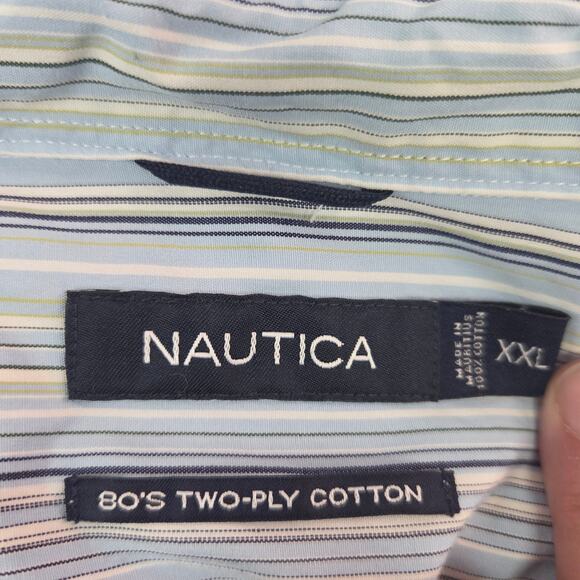 NAUTICA
MADE IN
MAURITIUS
100% COTTON
XXL
80'S TWO-PLY COTTON